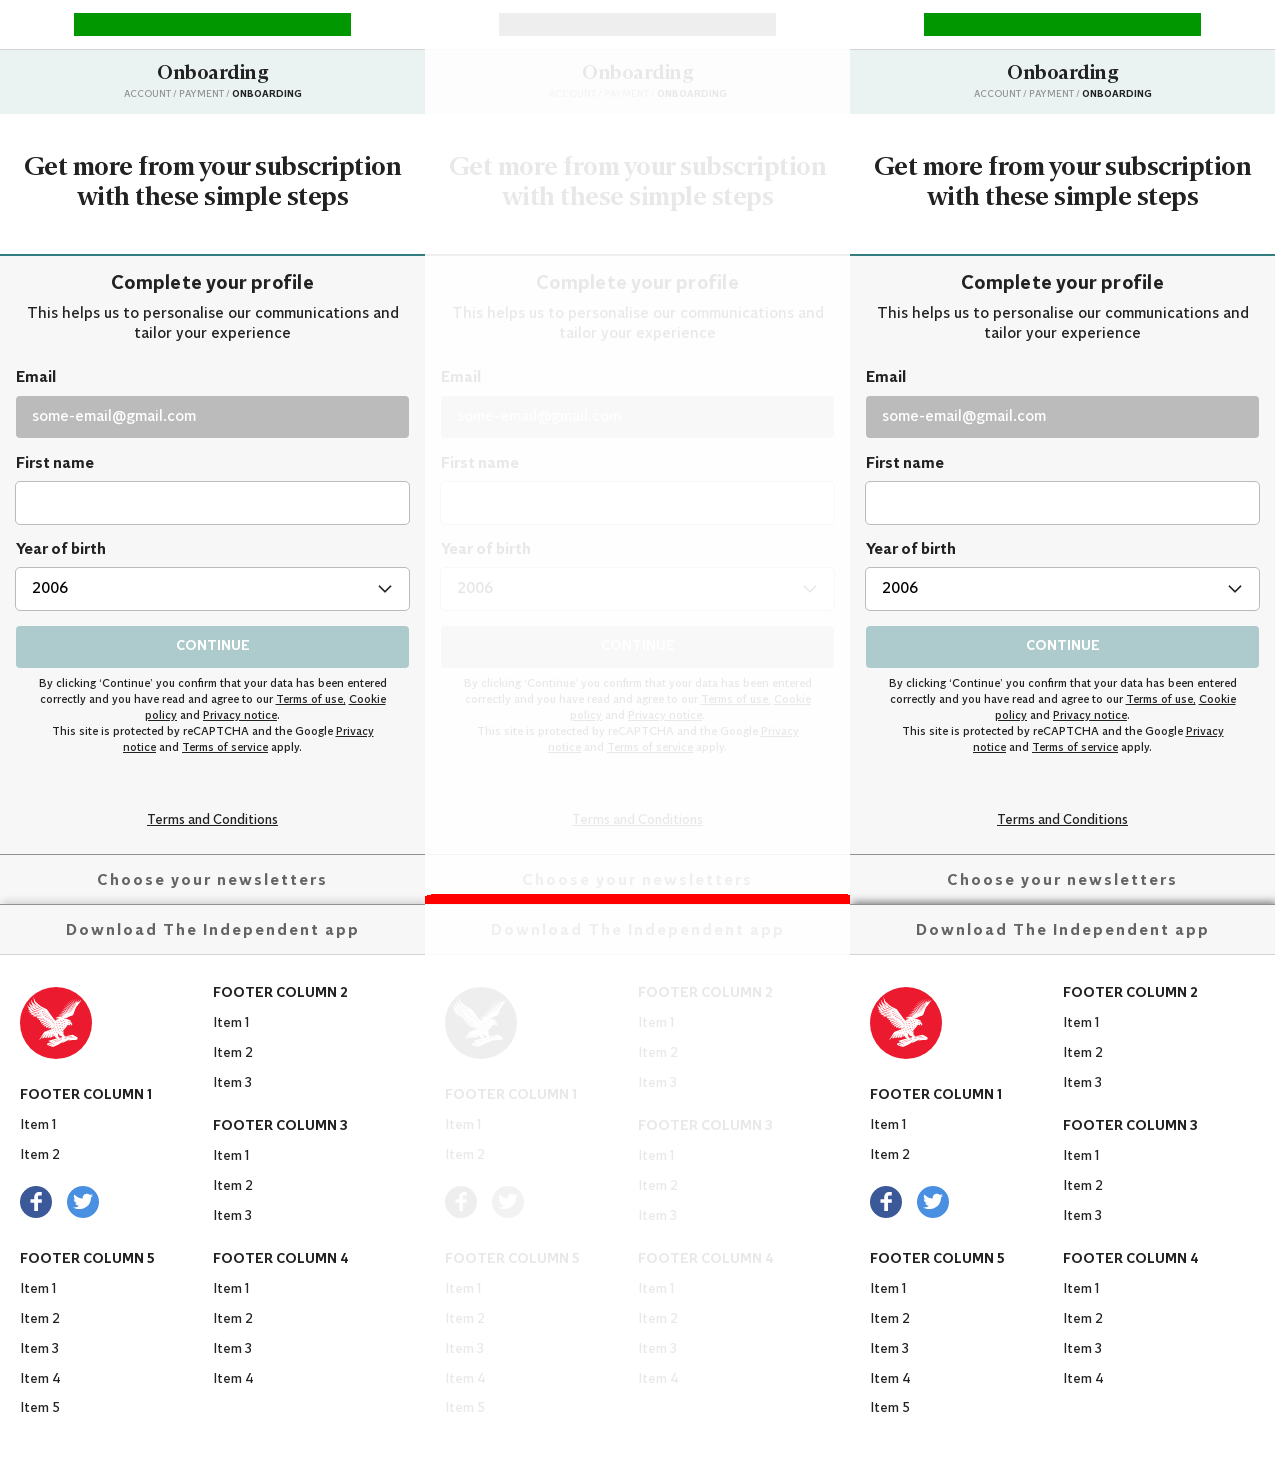 Onboarding
ACCOUNT / PAYMENT / ONBOARDING
Get more from your subscription
with these simple steps
Complete your profile
This helps us to personalise our communications and
tailor your experience
Email
some-email@gmail.com
First name
Year of birth
2006
CONTINUE
By clicking ‘Continue’ you confirm that your data has been entered
correctly and you have read and agree to our Terms of use, Cookie
policy and Privacy notice.
This site is protected by reCAPTCHA and the Google Privacy
notice and Terms of service apply.
Terms and Conditions
Choose your newsletters
Download The Independent app
FOOTER COLUMN 1
Item 1
Item 2
FOOTER COLUMN 5
Item 1
Item 2
Item 3
Item 4
Item 5
FOOTER COLUMN 2
Item 1
Item 2
Item 3
FOOTER COLUMN 3
Item 1
Item 2
Item 3
FOOTER COLUMN 4
Item 1
Item 2
Item 3
Item 4
Onboarding
ACCOUNT / PAYMENT / ONBOARDING
Get more from your subscription
with these simple steps
Complete your profile
This helps us to personalise our communications and
tailor your experience
Email
some-email@gmail.com
First name
Year of birth
2006
CONTINUE
By clicking ‘Continue’ you confirm that your data has been entered
correctly and you have read and agree to our Terms of use, Cookie
policy and Privacy notice.
This site is protected by reCAPTCHA and the Google Privacy
notice and Terms of service apply.
Terms and Conditions
Choose your newsletters
Download The Independent app
FOOTER COLUMN 1
Item 1
Item 2
FOOTER COLUMN 5
Item 1
Item 2
Item 3
Item 4
Item 5
FOOTER COLUMN 2
Item 1
Item 2
Item 3
FOOTER COLUMN 3
Item 1
Item 2
Item 3
FOOTER COLUMN 4
Item 1
Item 2
Item 3
Item 4
Onboarding
ACCOUNT / PAYMENT / ONBOARDING
Get more from your subscription
with these simple steps
Complete your profile
This helps us to personalise our communications and
tailor your experience
Email
some-email@gmail.com
First name
Year of birth
2006
CONTINUE
By clicking ‘Continue’ you confirm that your data has been entered
correctly and you have read and agree to our Terms of use, Cookie
policy and Privacy notice.
This site is protected by reCAPTCHA and the Google Privacy
notice and Terms of service apply.
Terms and Conditions
Choose your newsletters
Download The Independent app
FOOTER COLUMN 1
Item 1
Item 2
FOOTER COLUMN 5
Item 1
Item 2
Item 3
Item 4
Item 5
FOOTER COLUMN 2
Item 1
Item 2
Item 3
FOOTER COLUMN 3
Item 1
Item 2
Item 3
FOOTER COLUMN 4
Item 1
Item 2
Item 3
Item 4